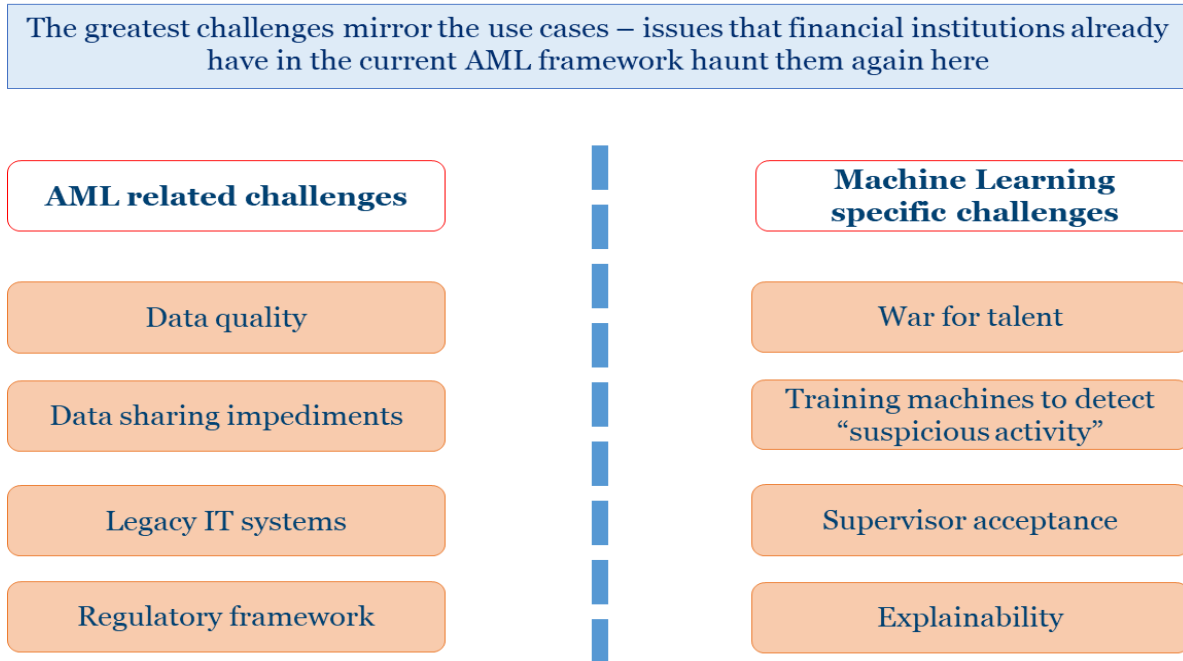 The greatest challenges mirror the use cases – issues that financial institutions already
have in the current AML framework haunt them again here
AML related challenges
Data quality
Data sharing impediments
Legacy IT systems
Regulatory framework
Machine Learning
specific challenges
War for talent
Training machines to detect
“suspicious activity”
Supervisor acceptance
Explainability